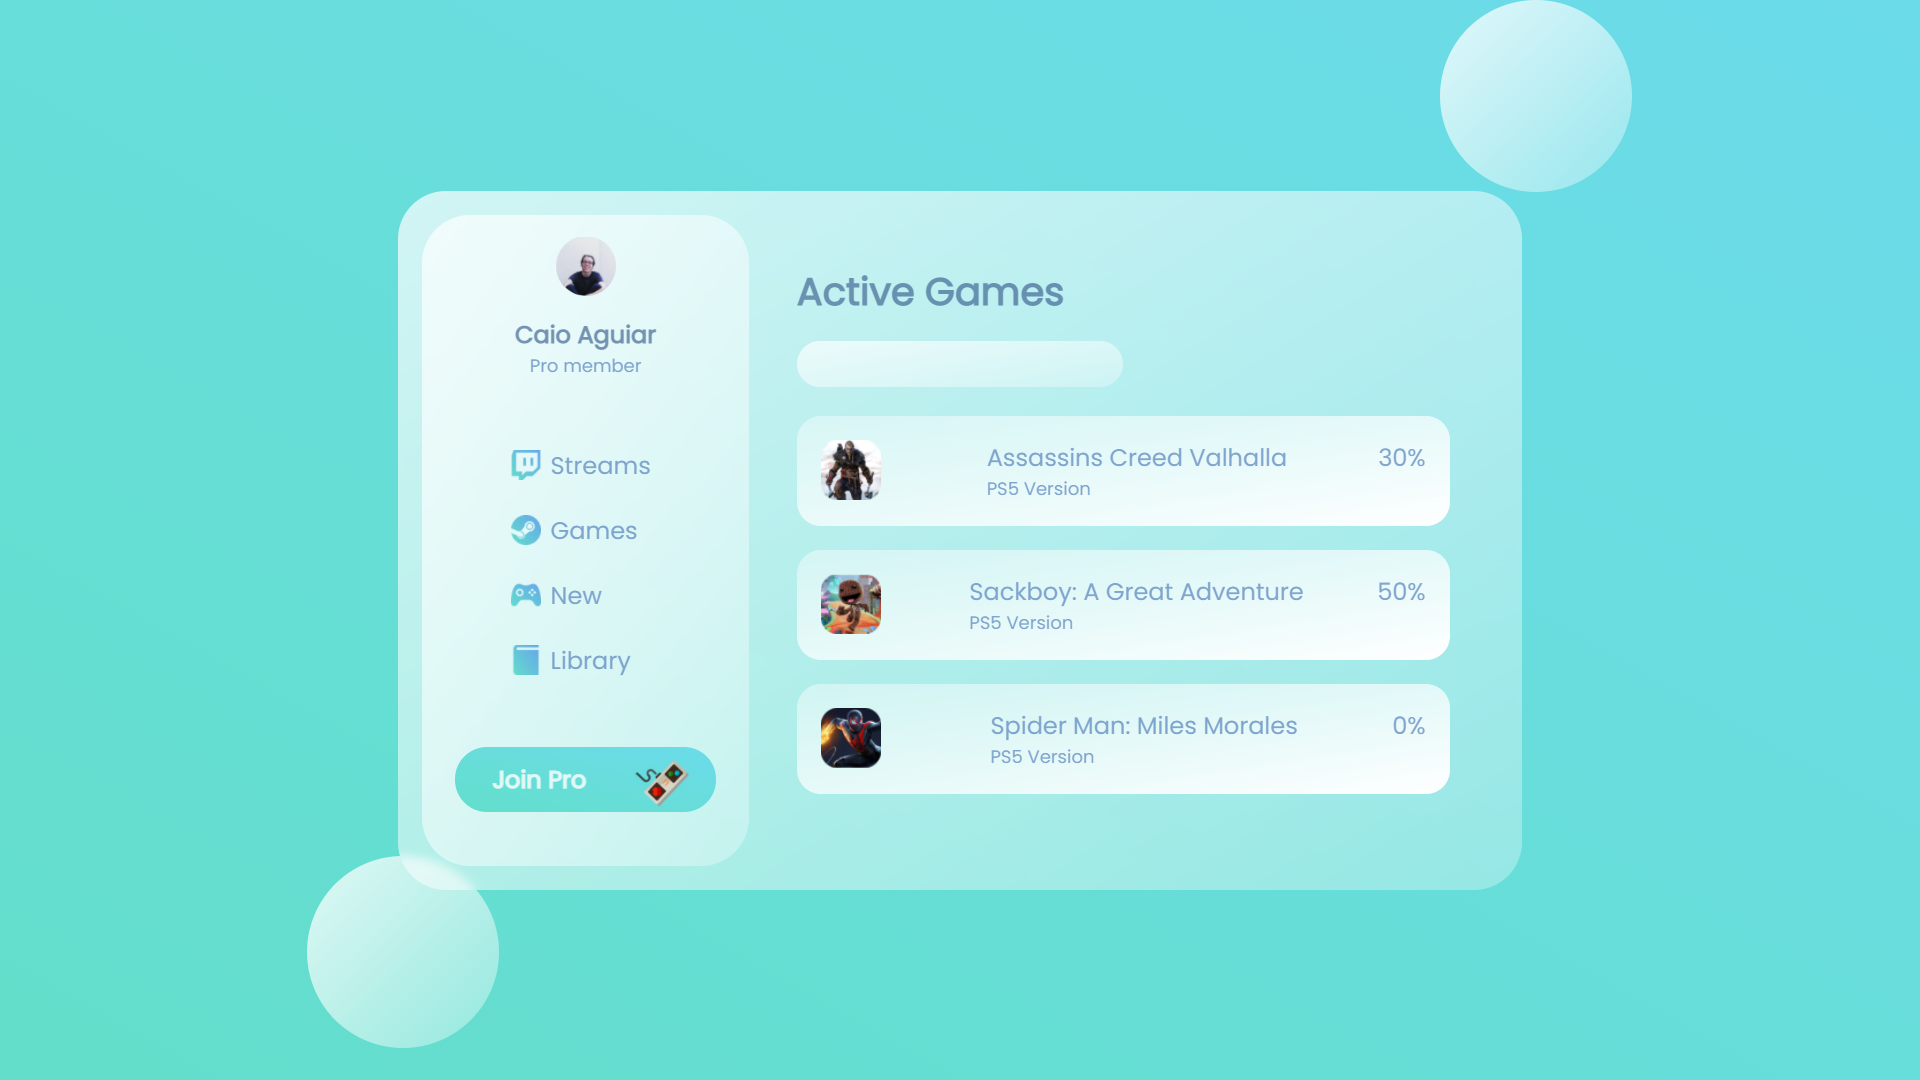 Caio Aguiar
Pro member
Streams
Games
New
Library
Join Pro
Active Games
Assassins Creed Valhalla
PS5 Version
30%
Sackboy: A Great Adventure
PS5 Version
50%
Spider Man: Miles Morales
PS5 Version
0%